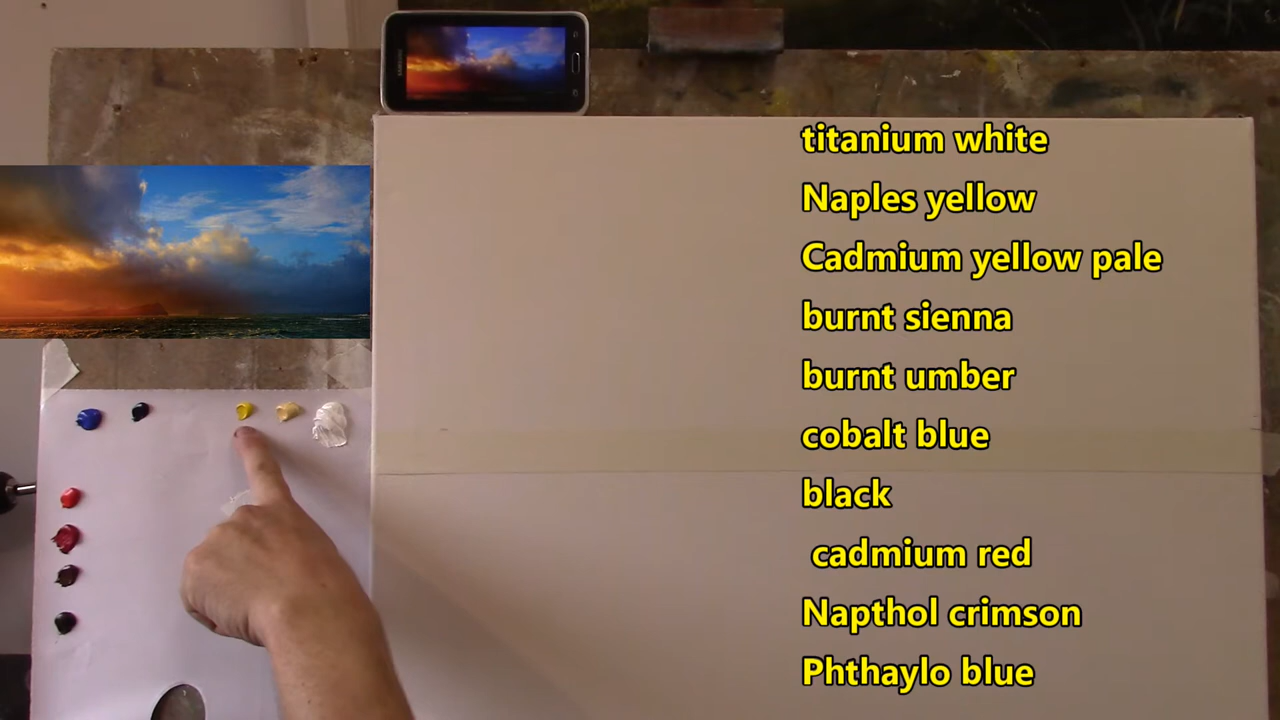 SAMSUNG
titanium white
Naples yellow
Cadmium yellow pale
burnt sienna
burnt umber
cobalt blue
black
cadmium red
Napthol crimson
Phthaylo blue